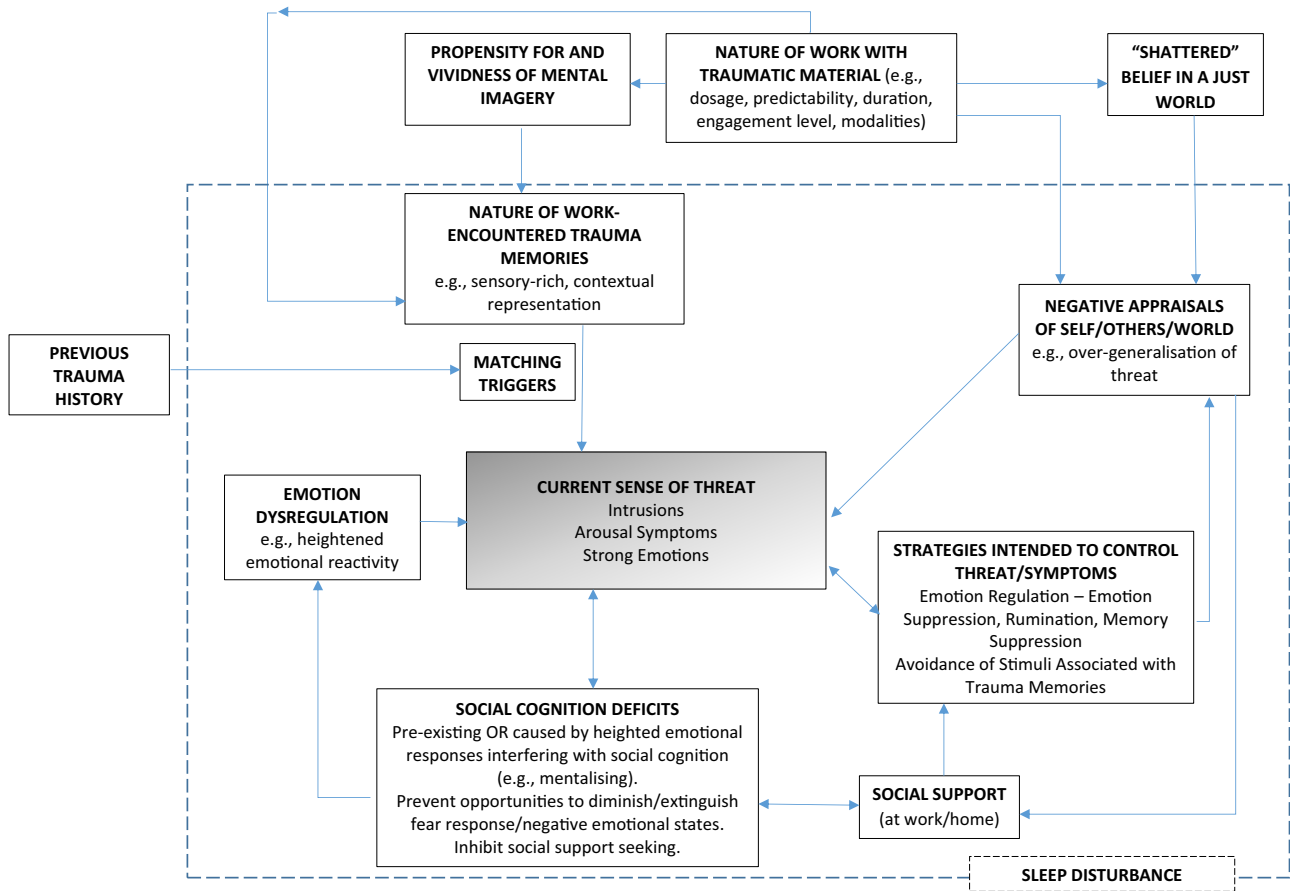 PROPENSITY FOR AND
VIVIDNESS OF MENTAL
IMAGERY
NATURE OF WORK WITH
TRAUMATIC MATERIAL (e.g.,
dosage, predictability, duration,
engagement level, modalities)
“SHATTERED”
BELIEF IN A JUST
WORLD
NATURE OF WORK-
ENCOUNTERED TRAUMA
MEMORIES
e.g., sensory-rich, contextual
representation
NEGATIVE APPRAISALS
OF SELF/OTHERS/WORLD
e.g., over-generalisation of
threat
PREVIOUS
TRAUMA
HISTORY
MATCHING
TRIGGERS
EMOTION
DYSREGULATION
e.g., heightened
emotional reactivity
CURRENT SENSE OF THREAT
Intrusions
Arousal Symptoms
Strong Emotions
STRATEGIES INTENDED TO CONTROL
THREAT/SYMPTOMS
Emotion Regulation – Emotion
Suppression, Rumination, Memory
Suppression
Avoidance of Stimuli Associated with
Trauma Memories
SOCIAL COGNITION DEFICITS
Pre-existing OR caused by heighted emotional
responses interfering with social cognition
(e.g., mentalising).
Prevent opportunities to diminish/extinguish
fear response/negative emotional states.
Inhibit social support seeking.
SOCIAL SUPPORT
(at work/home)
SLEEP DISTURBANCE